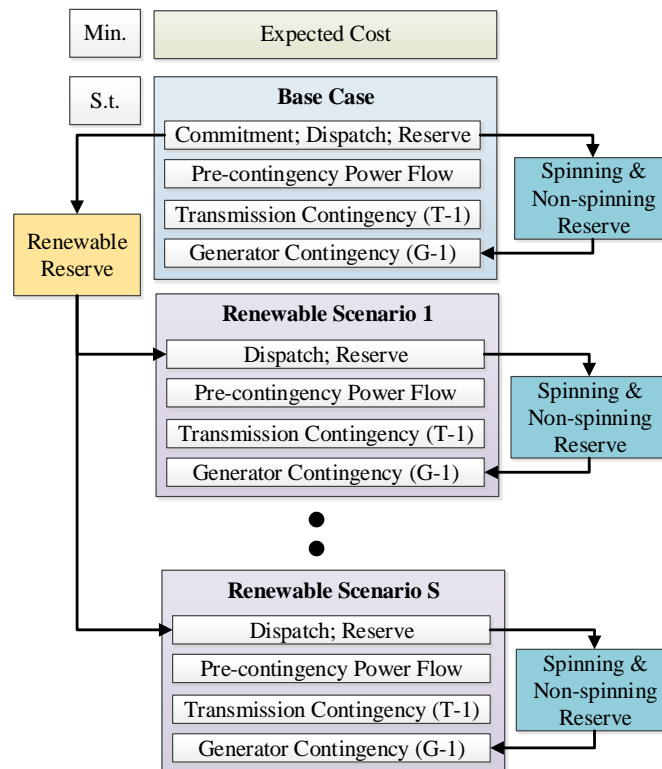 Min.
Expected Cost
S.t.
Base Case
Commitment; Dispatch; Reserve
Pre-contingency Power Flow
Transmission Contingency (T-1)
Generator Contingency (G-1)
Spinning &
Non-spinning
Reserve
Renewable
Reserve
Renewable Scenario 1
Dispatch; Reserve
Pre-contingency Power Flow
Transmission Contingency (T-1)
Generator Contingency (G-1)
Spinning &
Non-spinning
Reserve
Renewable Scenario S
Dispatch; Reserve
Pre-contingency Power Flow
Transmission Contingency (T-1)
Generator Contingency (G-1)
Spinning &
Non-spinning
Reserve